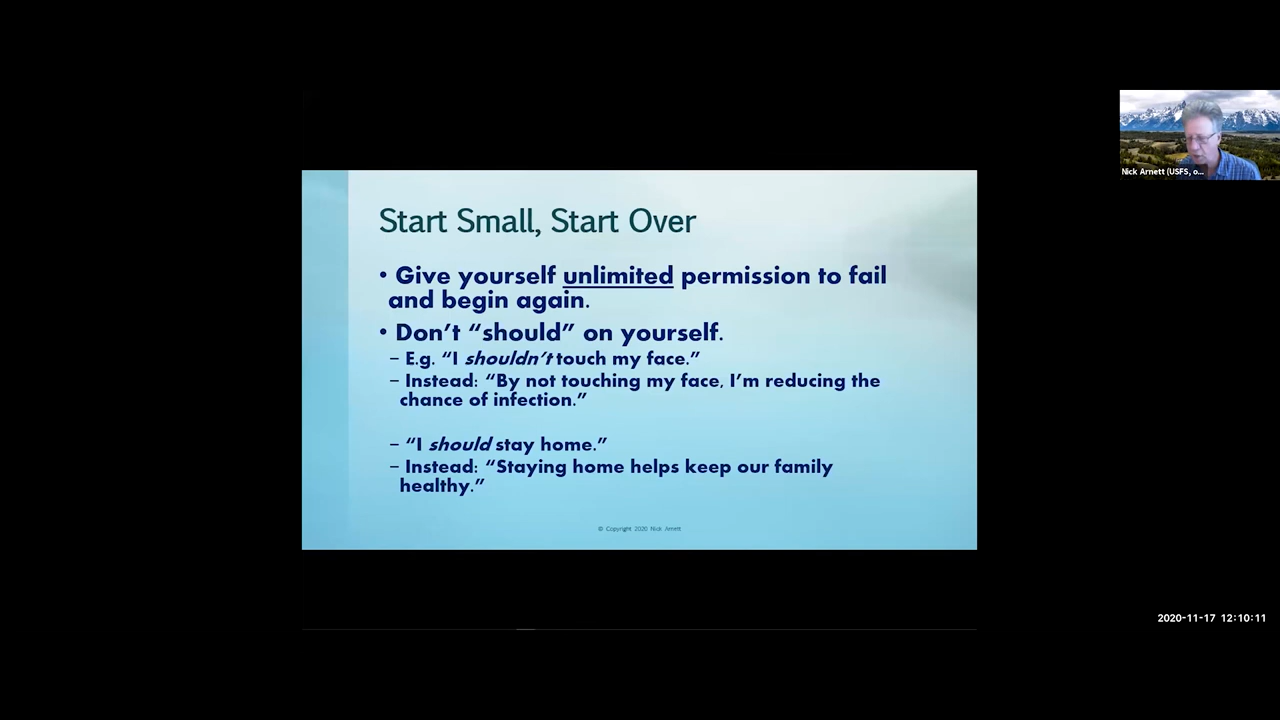 Start Small, Start Over
• Give yourself unlimited permission to fail
and begin again.
• Don’t “should” on yourself.
– E.g. “I shouldn’t touch my face.”
– Instead: “By not touching my face, I’m reducing the
chance of infection.”
– “I should stay home.”
– Instead: “Staying home helps keep our family
healthy.”
© Copyright 2020 Nick Arnett
Nick Arnett (USFS, o...
2020-11-17 12:10:11